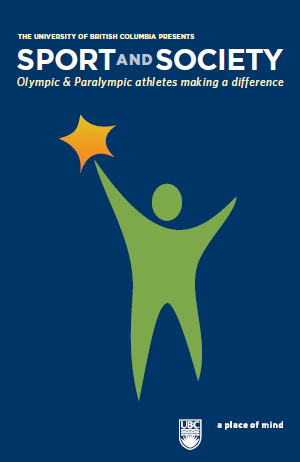 THE UNIVERSITY OF BRITISH COLUMBIA PRESENTS
SPORT AND SOCIETY
Olympic & Paralympic athletes making a difference
UBC
a place of mind